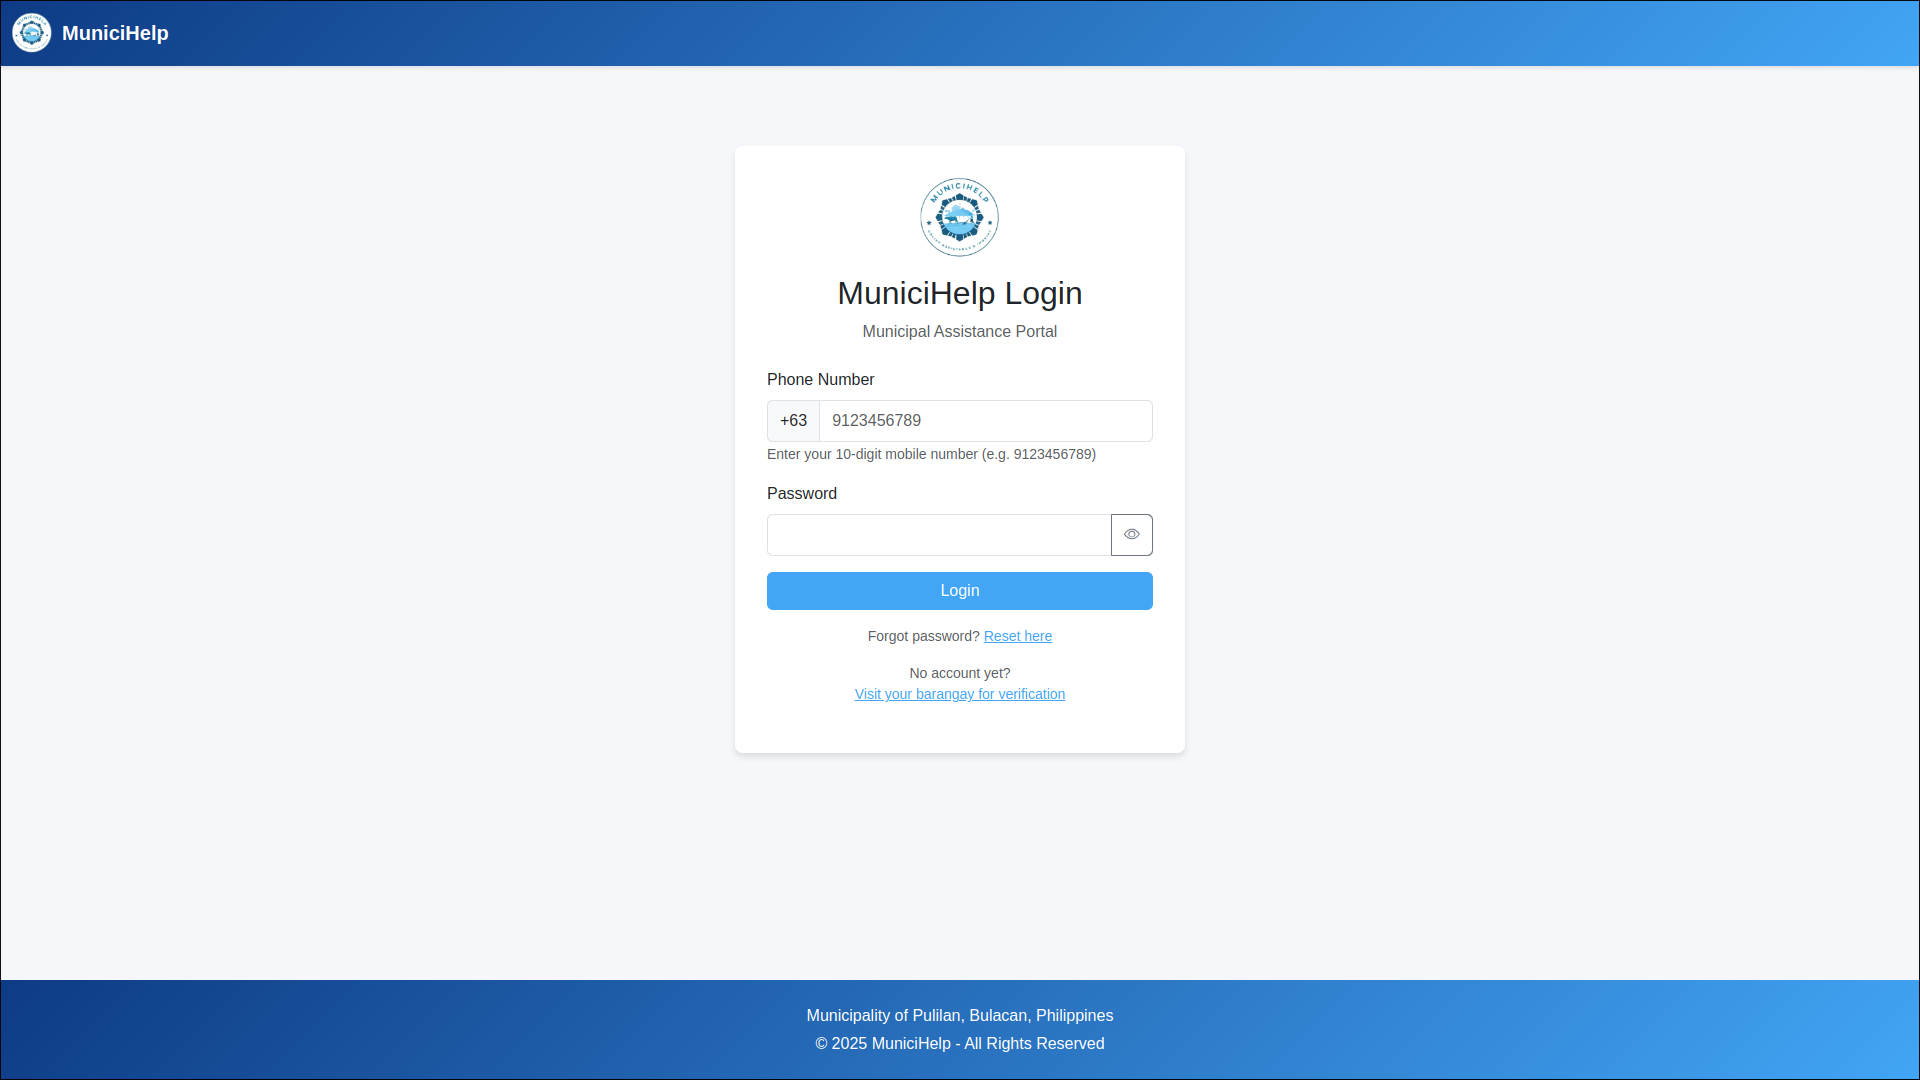 MuniciHelp
MUNICIHELP
MuniciHelp Login
Municipal Assistance Portal
Phone Number
+63 9123456789
Enter your 10-digit mobile number (e.g. 9123456789)
Password
Login
Forgot password? Reset here
No account yet?
Visit your barangay for verification
Municipality of Pulilan, Bulacan, Philippines
© 2025 MuniciHelp - All Rights Reserved